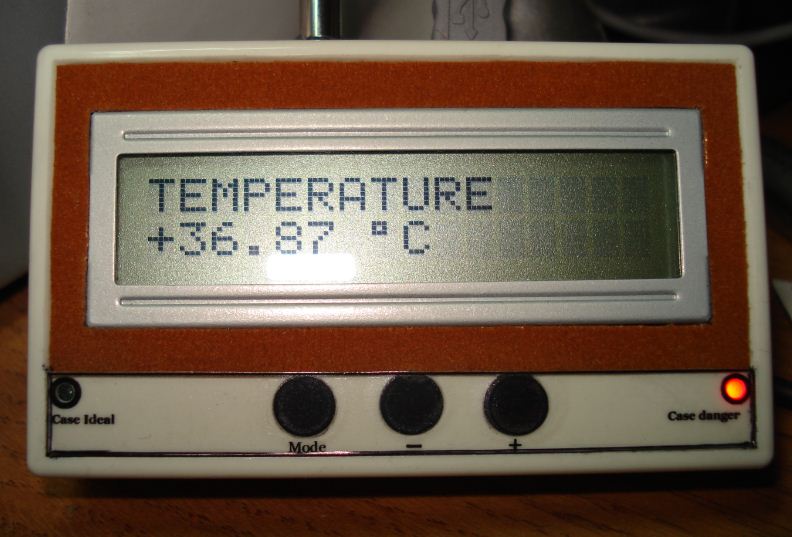 TEMPERATURE
+36.87 °C
Case Ideal
Mode
-
+
Case danger